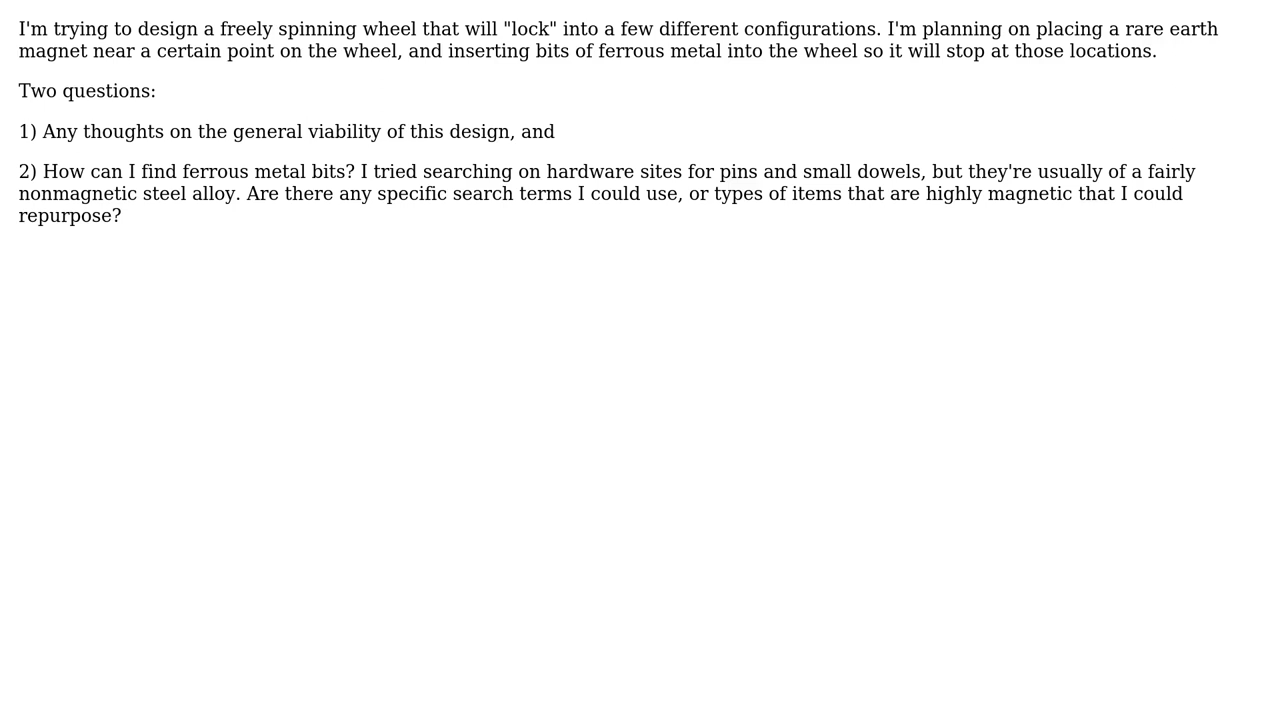 I'm trying to design a freely spinning wheel that will "lock" into a few different configurations. I'm planning on placing a rare earth
magnet near a certain point on the wheel, and inserting bits of ferrous metal into the wheel so it will stop at those locations.
Two questions:
1) Any thoughts on the general viability of this design, and
2) How can I find ferrous metal bits? I tried searching on hardware sites for pins and small dowels, but they're usually of a fairly
nonmagnetic steel alloy. Are there any specific search terms I could use, or types of items that are highly magnetic that I could
repurpose?